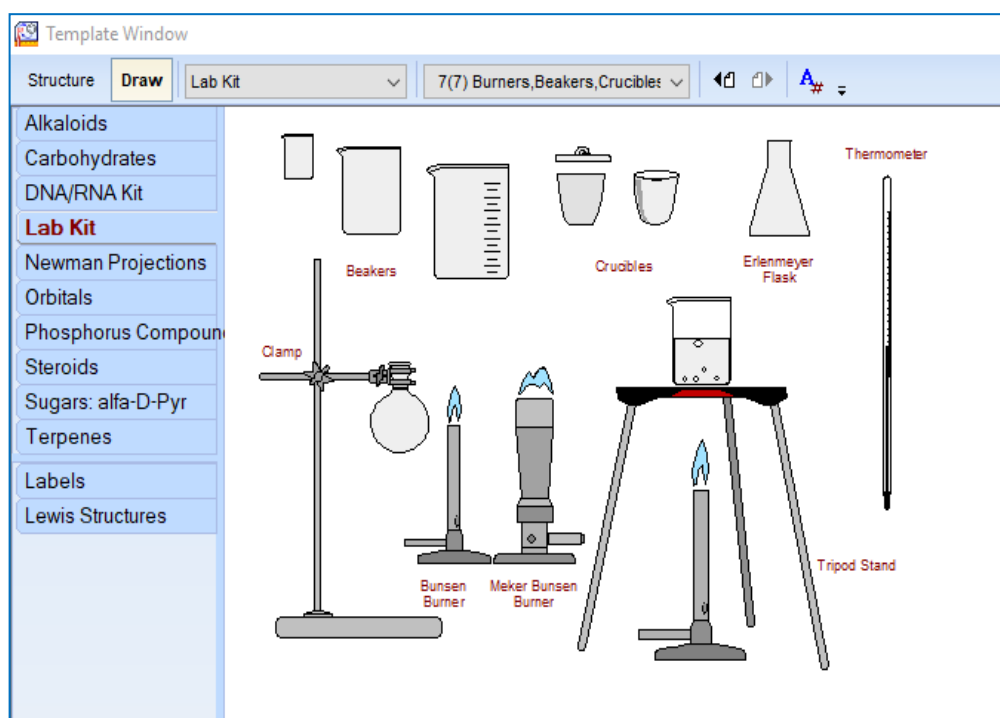 Template Window
Structure Draw Lab Kit 7(7) Burners,Beakers,Crucibles
Alkaloids
Carbohydrates
DNA/RNA Kit
Lab Kit
Newman Projections
Orbitals
Phosphorus Compoun
Steroids
Sugars: alfa-D-Pyr
Terpenes
Labels
Lewis Structures
Thermometer
Beakers
Crucibles
Erlenmeyer
Flask
Clamp
Bunsen
Burner
Meker Bunsen
Burner
Tripod Stand